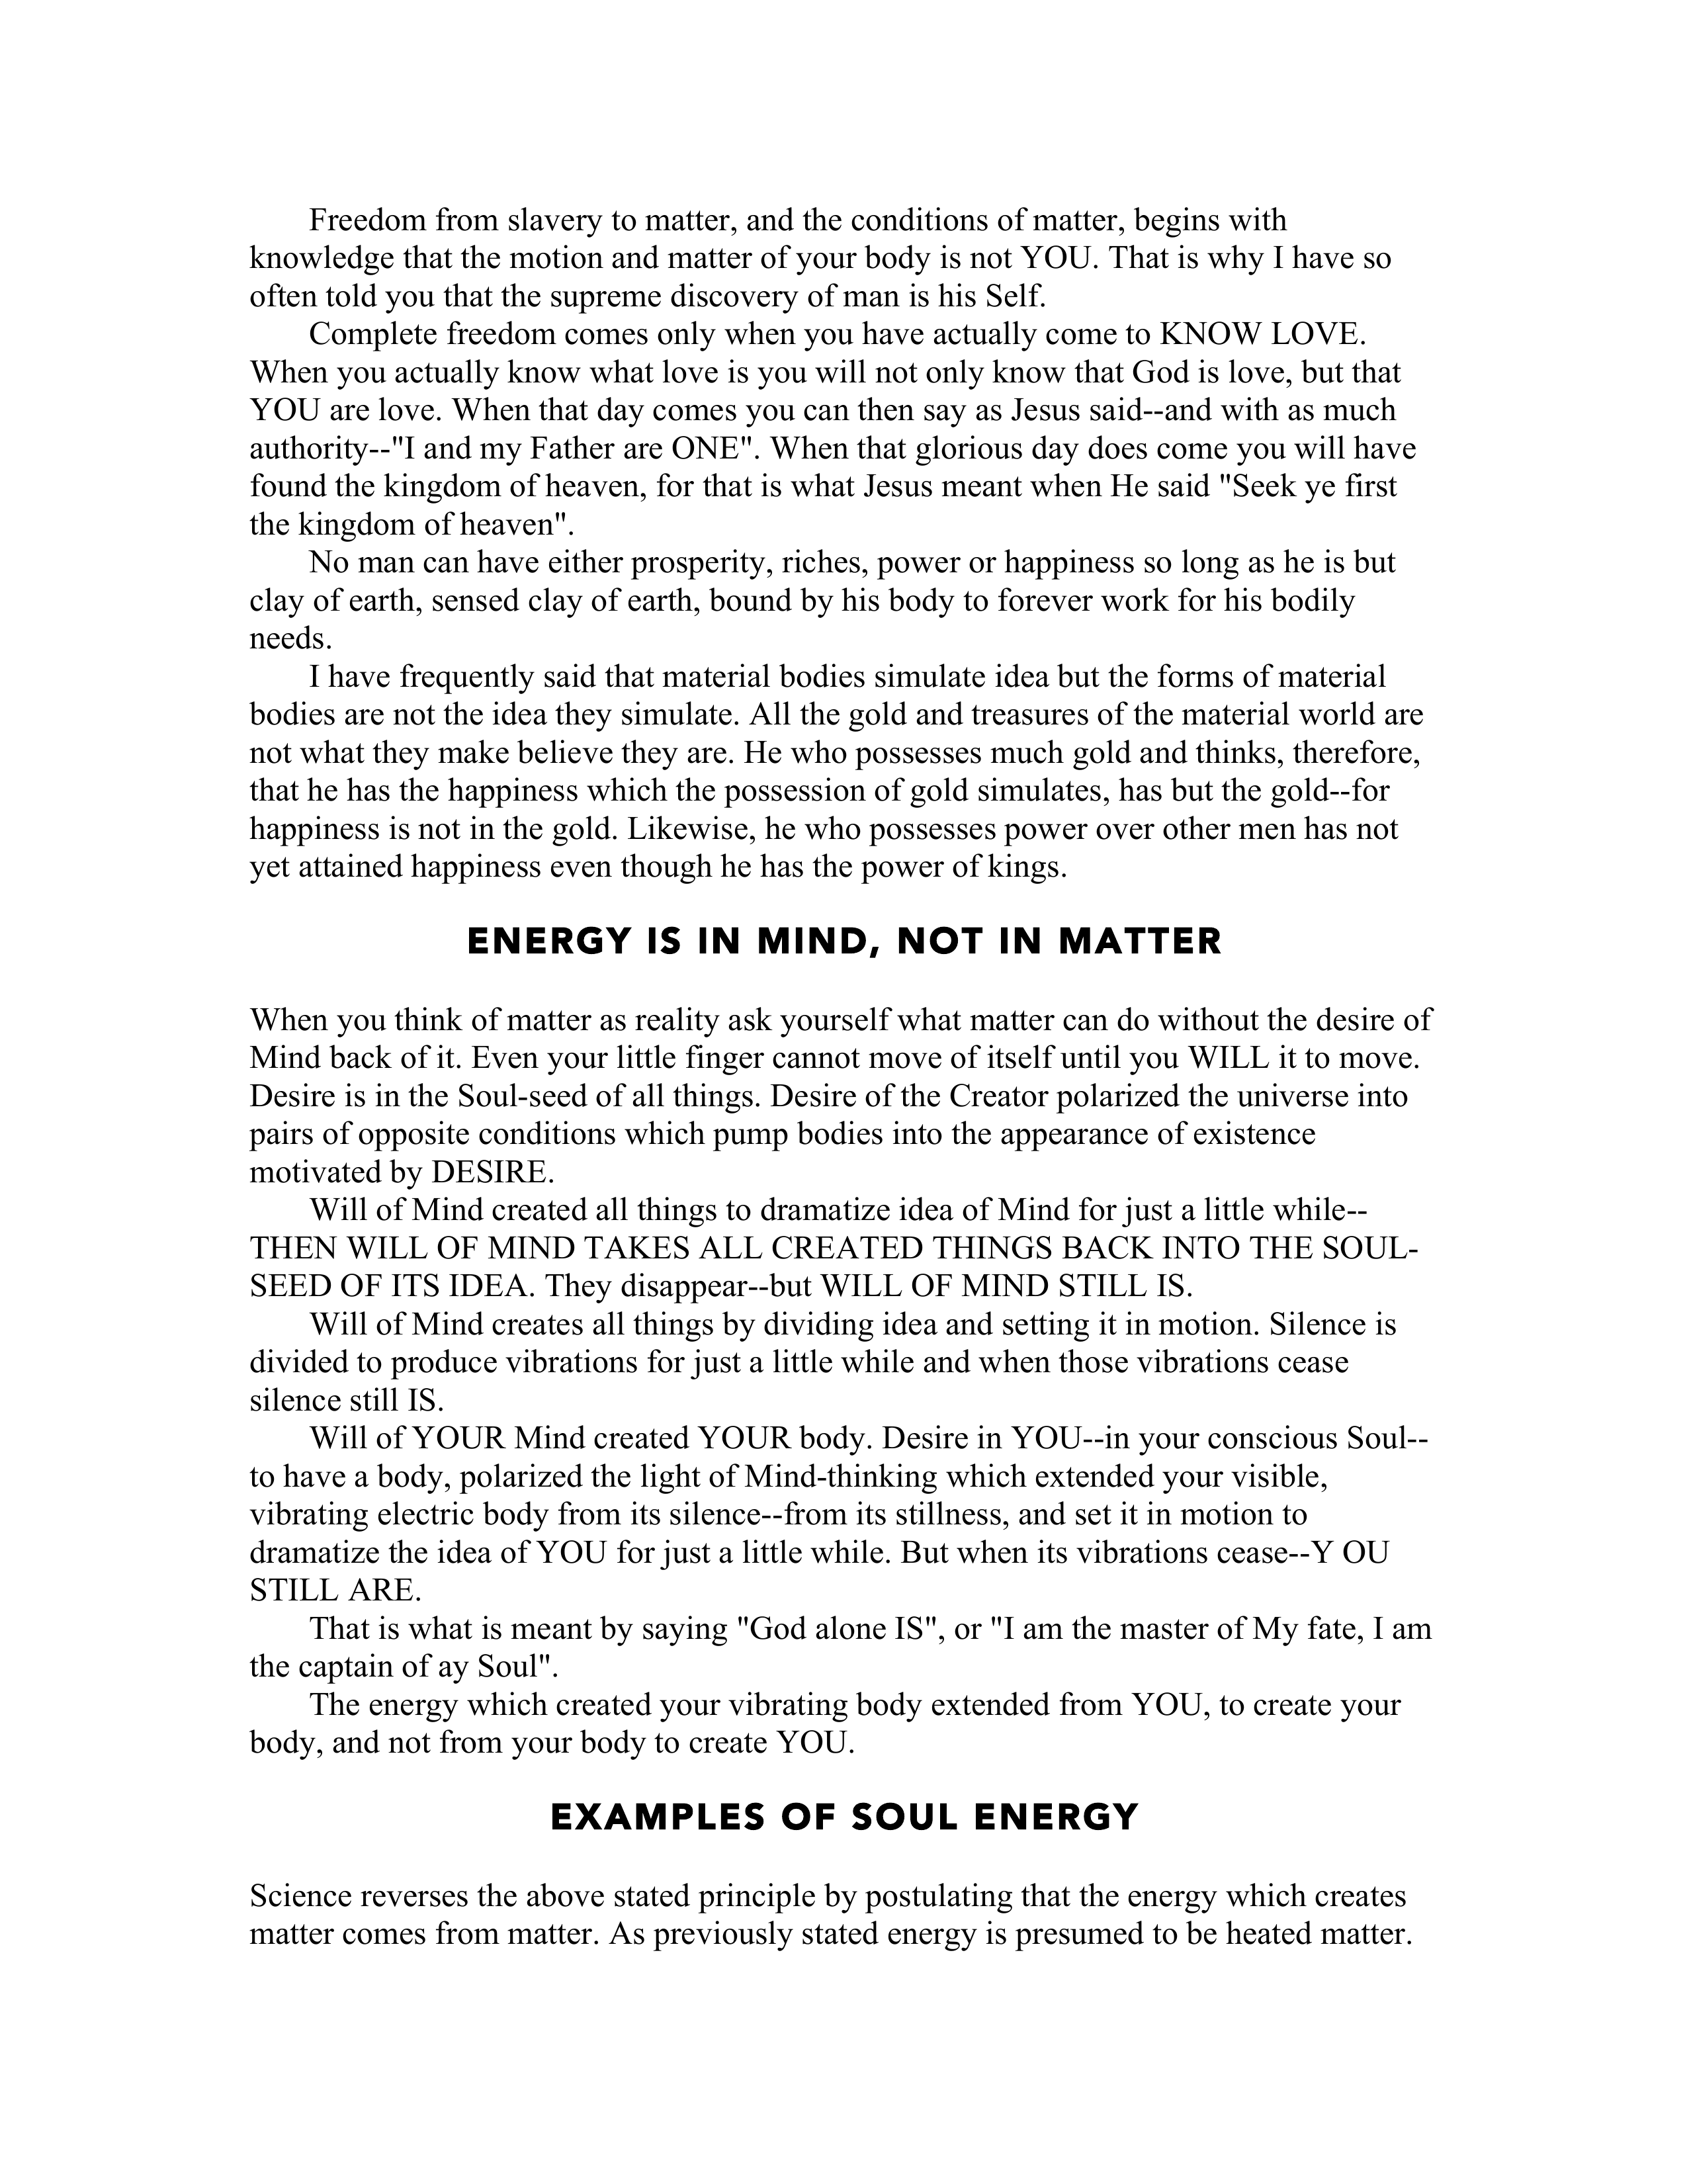 Freedom from slavery to matter, and the conditions of matter, begins with
knowledge that the motion and matter of your body is not YOU. That is why I have so
often told you that the supreme discovery of man is his Self.
Complete freedom comes only when you have actually come to KNOW LOVE.
When you actually know what love is you will not only know that God is love, but that
YOU are love. When that day comes you can then say as Jesus said--and with as much
authority--"I and my Father are ONE". When that glorious day does come you will have
found the kingdom of heaven, for that is what Jesus meant when He said "Seek ye first
the kingdom of heaven".
No man can have either prosperity, riches, power or happiness so long as he is but
clay of earth, sensed clay of earth, bound by his body to forever work for his bodily
needs.
I have frequently said that material bodies simulate idea but the forms of material
bodies are not the idea they simulate. All the gold and treasures of the material world are
not what they make believe they are. He who possesses much gold and thinks, therefore,
that he has the happiness which the possession of gold simulates, has but the gold--for
happiness is not in the gold. Likewise, he who possesses power over other men has not
yet attained happiness even though he has the power of kings.
ENERGY IS IN MIND, NOT IN MATTER
When you think of matter as reality ask yourself what matter can do without the desire of
Mind back of it. Even your little finger cannot move of itself until you WILL it to move.
Desire is in the Soul-seed of all things. Desire of the Creator polarized the universe into
pairs of opposite conditions which pump bodies into the appearance of existence
motivated by DESIRE.
Will of Mind created all things to dramatize idea of Mind for just a little while--
THEN WILL OF MIND TAKES ALL CREATED THINGS BACK INTO THE SOUL-
SEED OF ITS IDEA. They disappear--but WILL OF MIND STILL IS.
Will of Mind creates all things by dividing idea and setting it in motion. Silence is
divided to produce vibrations for just a little while and when those vibrations cease
silence still IS.
Will of YOUR Mind created YOUR body. Desire in YOU--in your conscious Soul--
to have a body, polarized the light of Mind-thinking which extended your visible,
vibrating electric body from its silence--from its stillness, and set it in motion to
dramatize the idea of YOU for just a little while. But when its vibrations cease--Y OU
STILL ARE.
That is what is meant by saying "God alone IS", or "I am the master of My fate, I am
the captain of ay Soul".
The energy which created your vibrating body extended from YOU, to create your
body, and not from your body to create YOU.
EXAMPLES OF SOUL ENERGY
Science reverses the above stated principle by postulating that the energy which creates
matter comes from matter. As previously stated energy is presumed to be heated matter.